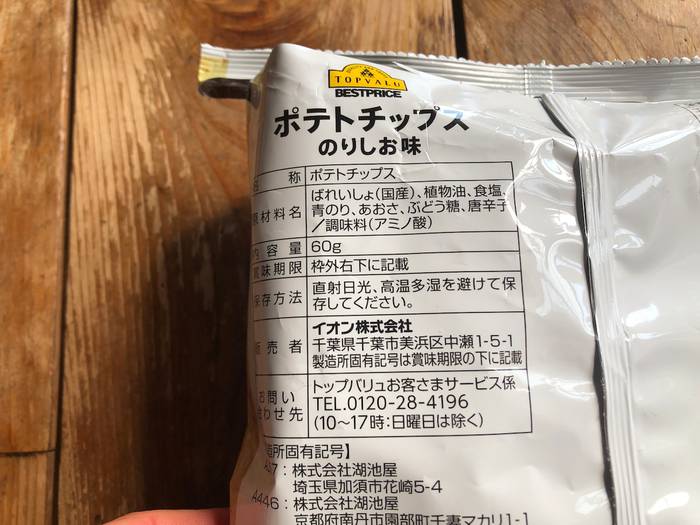 TOPVALU
BESTPRICE
ポテトチップス
のりしお味
称 ポテトチップス
原材料名 ばれいしょ(国産)、植物油、食塩、
青のり、あおさ、ぶどう糖、唐辛子
／調味料(アミノ酸)
内容量 60g
賞味期限 枠外右下に記載
保存方法 直射日光、高温多湿を避けて保
存してください。
販売者 イオン株式会社
千葉県千葉市美浜区中瀬1-5-1
製造所固有記号は賞味期限の下に記載
お問い
合わせ先 トップバリュお客さまサービス係
TEL.0120-28-4196
(10〜17時:日曜日は除く)
造所固有記号】
:株式会社湖池屋
埼玉県加須市花崎5-4
A446:株式会社湖池屋
京都府南丹市園部町千妻マカリ1-1